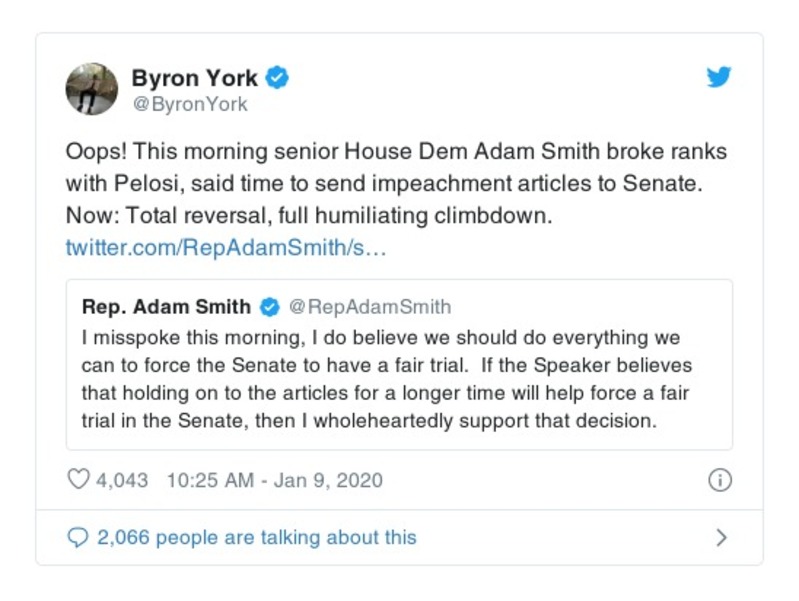 Byron York
@ByronYork
Oops! This morning senior House Dem Adam Smith broke ranks
with Pelosi, said time to send impeachment articles to Senate.
Now: Total reversal, full humiliating climbdown.
twitter.com/RepAdamSmith/s…
Rep. Adam Smith @RepAdamSmith
I misspoke this morning, I do believe we should do everything we
can to force the Senate to have a fair trial.  If the Speaker believes
that holding on to the articles for a longer time will help force a fair
trial in the Senate, then I wholeheartedly support that decision.
4,043 10:25 AM - Jan 9, 2020
2,066 people are talking about this